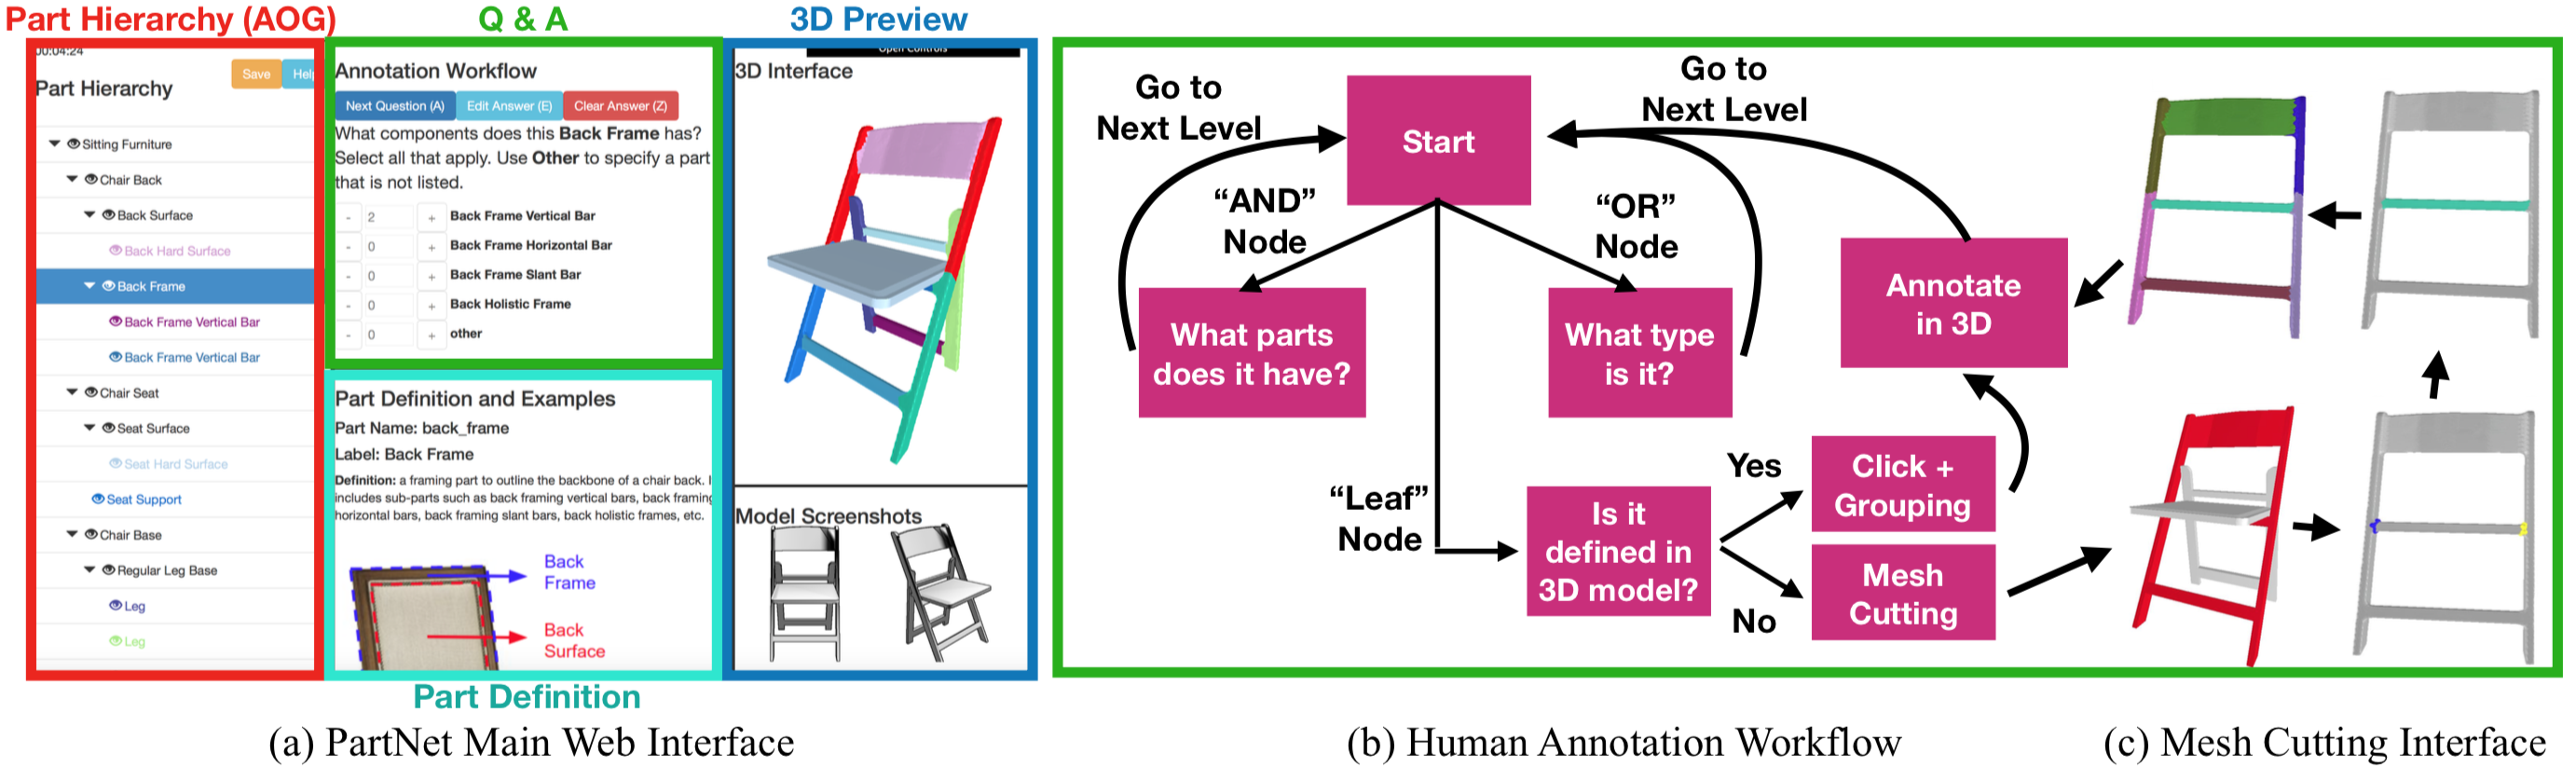 Part Hierarchy (AOG)
00:04:24
Save
Help
Part Hierarchy
Sitting Furniture
Chair Back
Back Surface
Back Hard Surface
Back Frame
Back Frame Vertical Bar
Back Frame Vertical Bar
Chair Seat
Seat Surface
Seat Hard Surface
Seat Support
Chair Base
Regular Leg Base
Leg
Leg
Q & A
Annotation Workflow
Next Question (A) Edit Answer (E) Clear Answer (Z)
What components does this Back Frame has?
Select all that apply. Use Other to specify a part
that is not listed.
- 2 + Back Frame Vertical Bar
- 0 + Back Frame Horizontal Bar
- 0 + Back Frame Slant Bar
- 0 + Back Holistic Frame
- 0 + other
Part Definition and Examples
Part Name: back_frame
Label: Back Frame
Definition: a framing part to outline the backbone of a chair back. I
includes sub-parts such as back framing vertical bars, back framing
horizontal bars, back framing slant bars, back holistic frames, etc.
Back
Frame
Back
Surface
Part Definition
3D Preview
Open Controls
3D Interface
Model Screenshots
(a) PartNet Main Web Interface
Go to
Next Level
Start
Go to
Next Level
“AND”
Node
“OR”
Node
What parts
does it have?
What type
is it?
Annotate
in 3D
“Leaf”
Node
Is it
defined in
3D model?
Yes
No
Click +
Grouping
Mesh
Cutting
(b) Human Annotation Workflow
(c) Mesh Cutting Interface